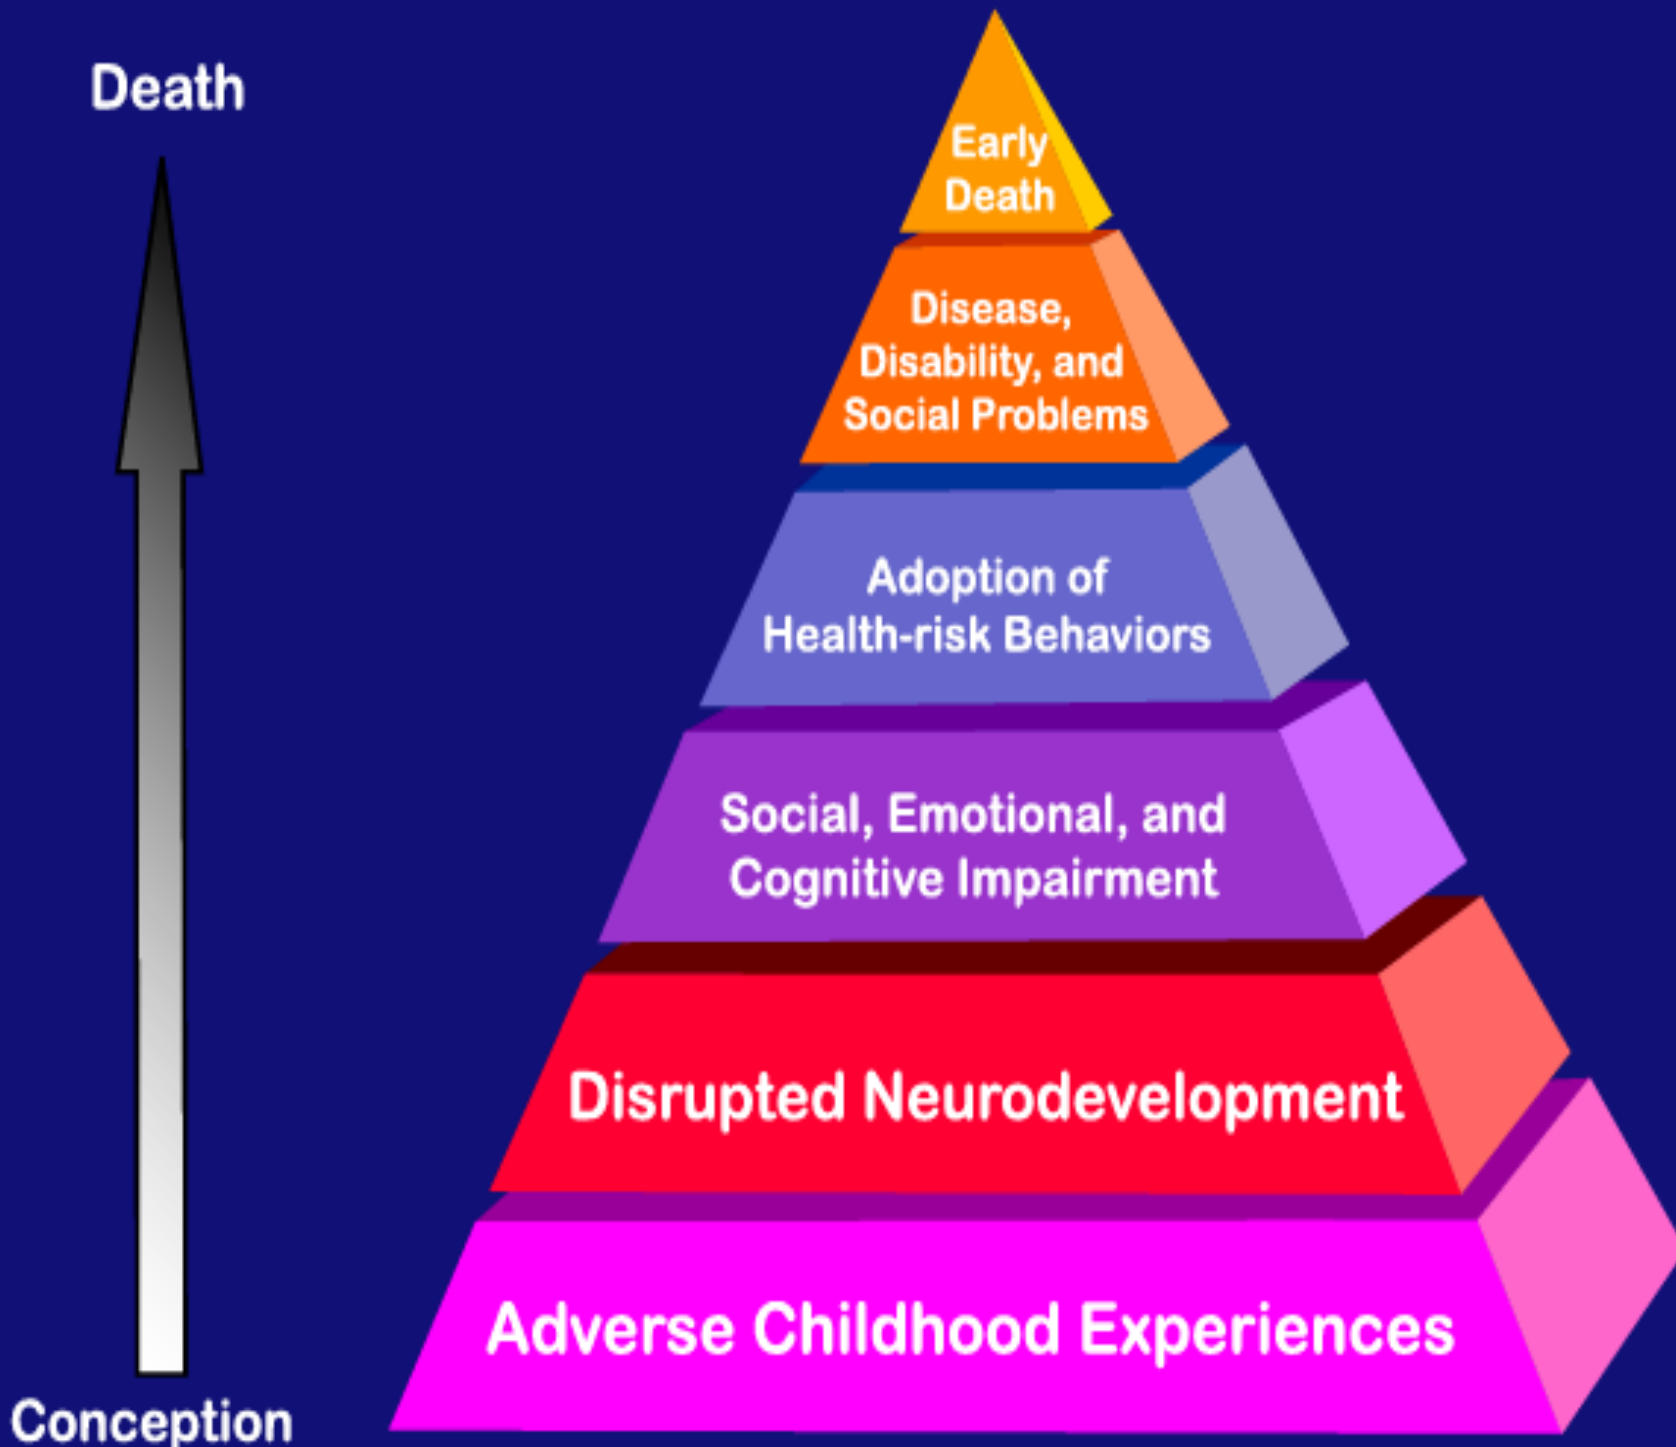 Death
Early
Death
Disease,
Disability, and
Social Problems
Adoption of
Health-risk Behaviors
Social, Emotional, and
Cognitive Impairment
Disrupted Neurodevelopment
Adverse Childhood Experiences
Conception